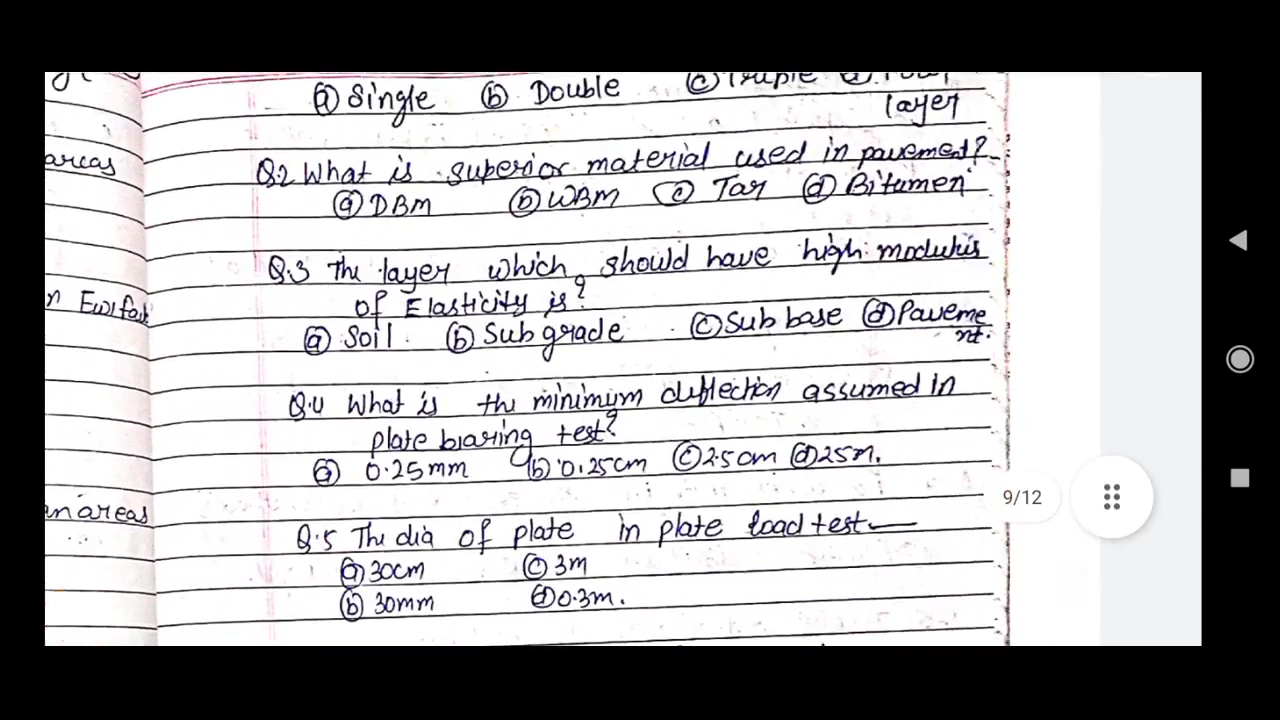 ⓐ Single ⓑ Double ⓒ Triple ⓓ Four
layer
areas
Q.2 What is superior material used in pavement?
ⓐ DBM ⓑ WBM ⓒ Tar ⓓ Bitumen
Q.3 The layer which should have high modulus
of Elasticity is?
ⓐ Soil ⓑ Sub grade ⓒ Sub base ⓓ Paveme
nt.
Q.4 What is the minimum deflection assumed in
plate bearing test?
ⓐ 0.25mm ⓑ 0.25cm ⓒ 2.5cm ⓓ 25m.
areas
9/12
Q.5 The dia of plate in plate load test —
ⓐ 30cm ⓒ 3m
ⓑ 30mm ⓓ 0.3m.